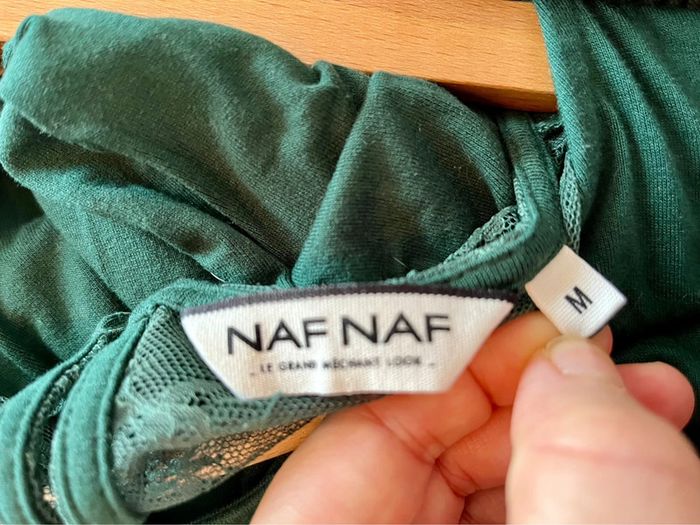 NAF NAF
- LE GRAND MÉCHANT LOOK -
M